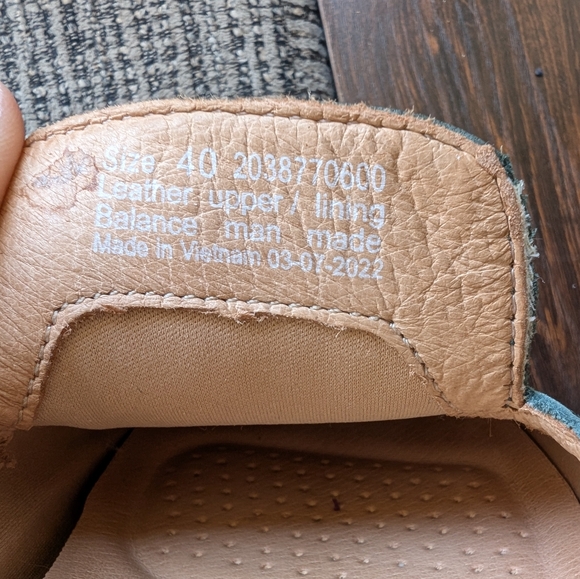 Size 40 2038770600
Leather upper / lining
Balance man made
Made in Vietnam 03-07-2022